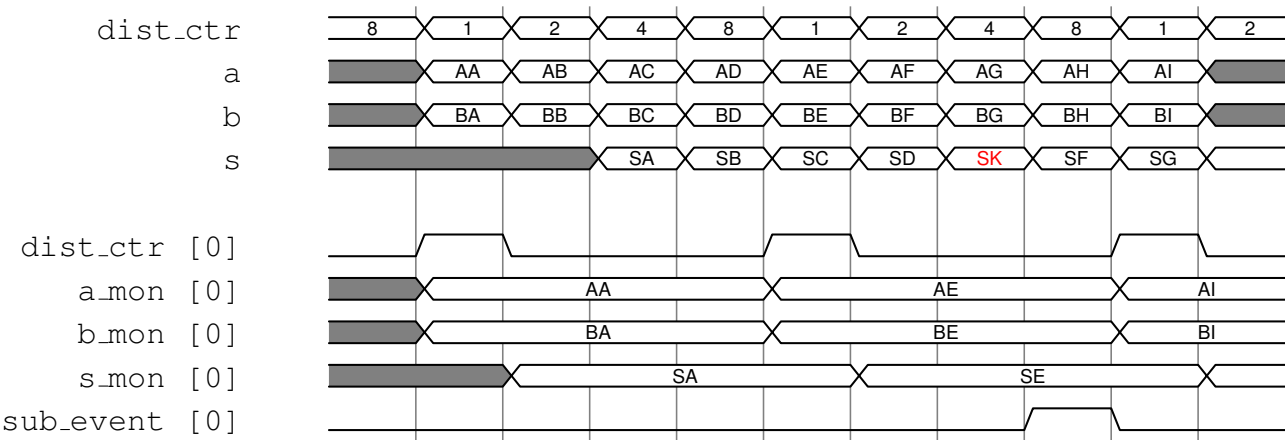 dist_ctr 8 1 2 4 8 1 2 4 8 1 2
a AA AB AC AD AE AF AG AH AI
b BA BB BC BD BE BF BG BH BI
s SA SB SC SD SK SF SG
dist_ctr [0]
a_mon [0] AA AE AI
b_mon [0] BA BE BI
s_mon [0] SA SE
sub_event [0]